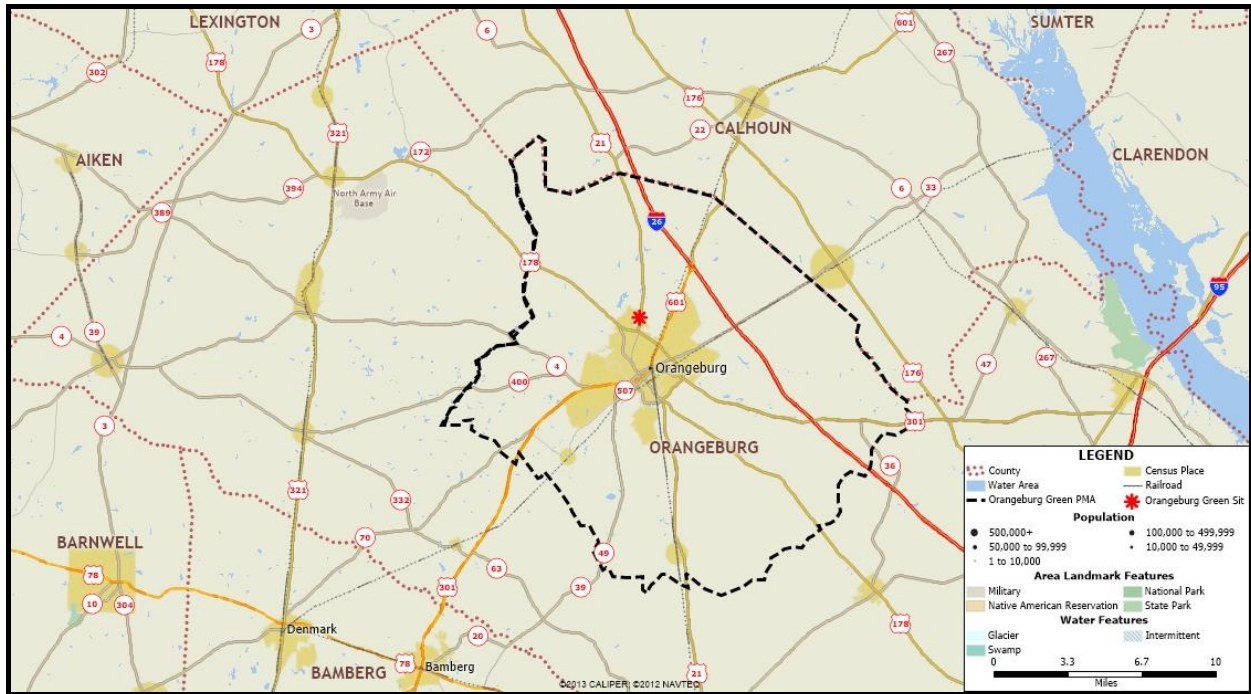 LEXINGTON
SUMTER
3
6
601
267
178
302
176
321
22
CALHOUN
21
AIKEN
172
CLARENDON
394
North Army Air
Base
6
33
389
26
178
95
601
39
4
4
47
267
400
Orangeburg
176
507
301
3
ORANGEBURG
36
321
332
BARNWELL
70
49
78
63
39
301
10
304
178
Denmark
20
BAMBERG
78
Bamberg
21
©2013 CALIPER; ©2012 NAVTEQ
LEGEND
County
Census Place
Water Area
Railroad
Orangeburg Green PMA
Orangeburg Green Sit
Population
500,000+
100,000 to 499,999
50,000 to 99,999
10,000 to 49,999
1 to 10,000
Area Landmark Features
Military
National Park
Native American Reservation
State Park
Water Features
Glacier
Intermittent
Swamp
0 3.3 6.7 10
Miles